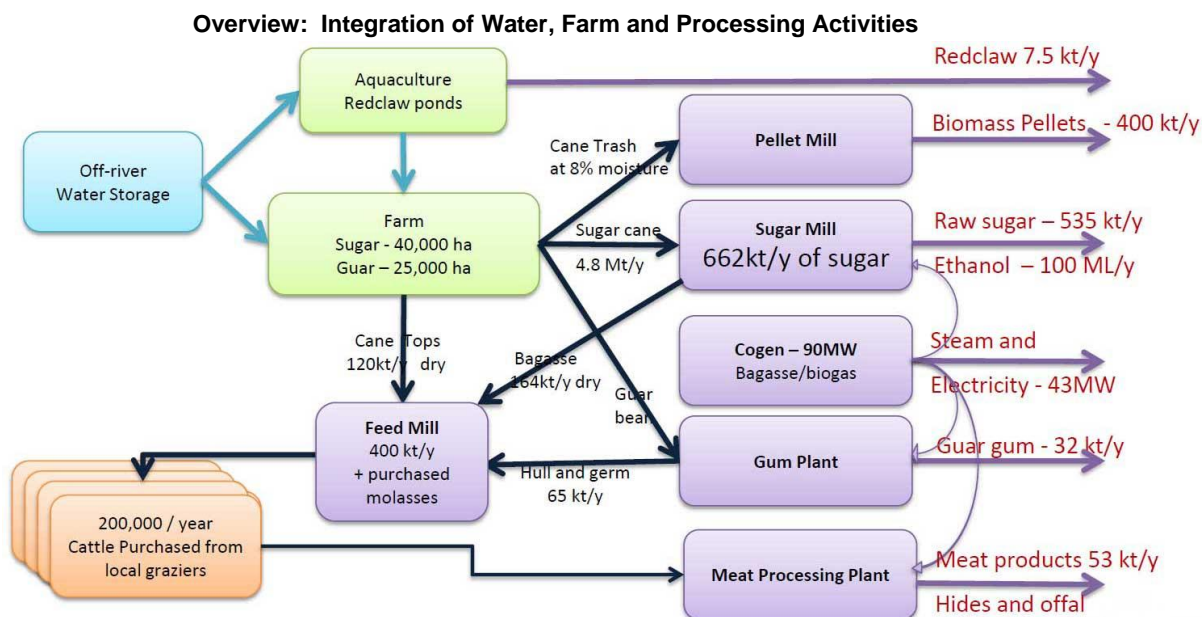 Overview:  Integration of Water, Farm and Processing Activities
Redclaw 7.5 kt/y
Aquaculture
Redclaw ponds
Off-river
Water Storage
Farm
Sugar - 40,000 ha
Guar – 25,000 ha
Cane Trash
at 8% moisture
Pellet Mill
Biomass Pellets - 400 kt/y
Sugar cane
4.8 Mt/y
Sugar Mill
662kt/y of sugar
Raw sugar – 535 kt/y
Ethanol – 100 ML/y
Cane Tops
120kt/y dry
Bagasse
164kt/y dry
Guar
bean
Cogen – 90MW
Bagasse/biogas
Steam and
Electricity - 43MW
Feed Mill
400 kt/y
+ purchased
molasses
Hull and germ
65 kt/y
Gum Plant
Guar gum - 32 kt/y
200,000 / year
Cattle Purchased from
local graziers
Meat Processing Plant
Meat products 53 kt/y
Hides and offal